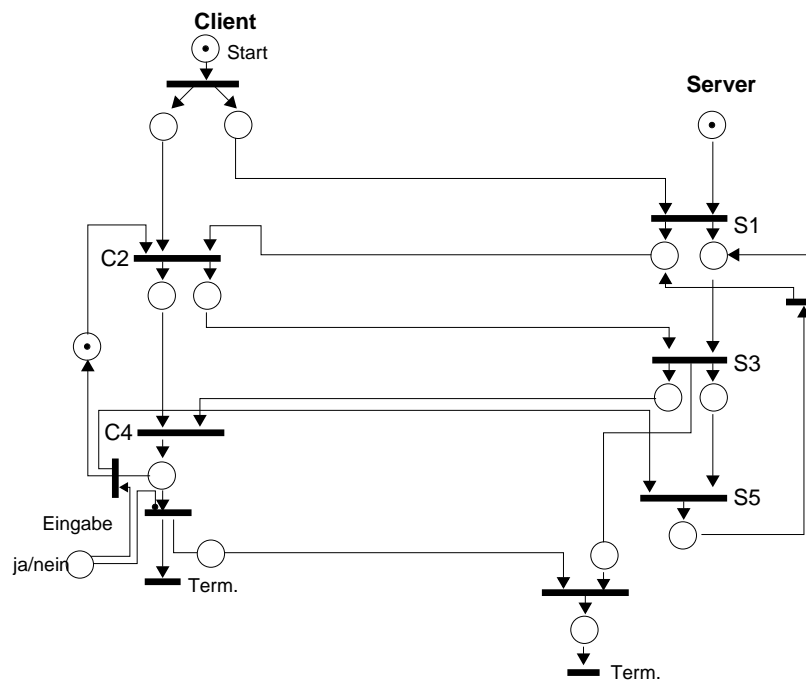 Client
Start
Server
S1
C2
S3
C4
S5
Eingabe
ja/nein
Term.
Term.